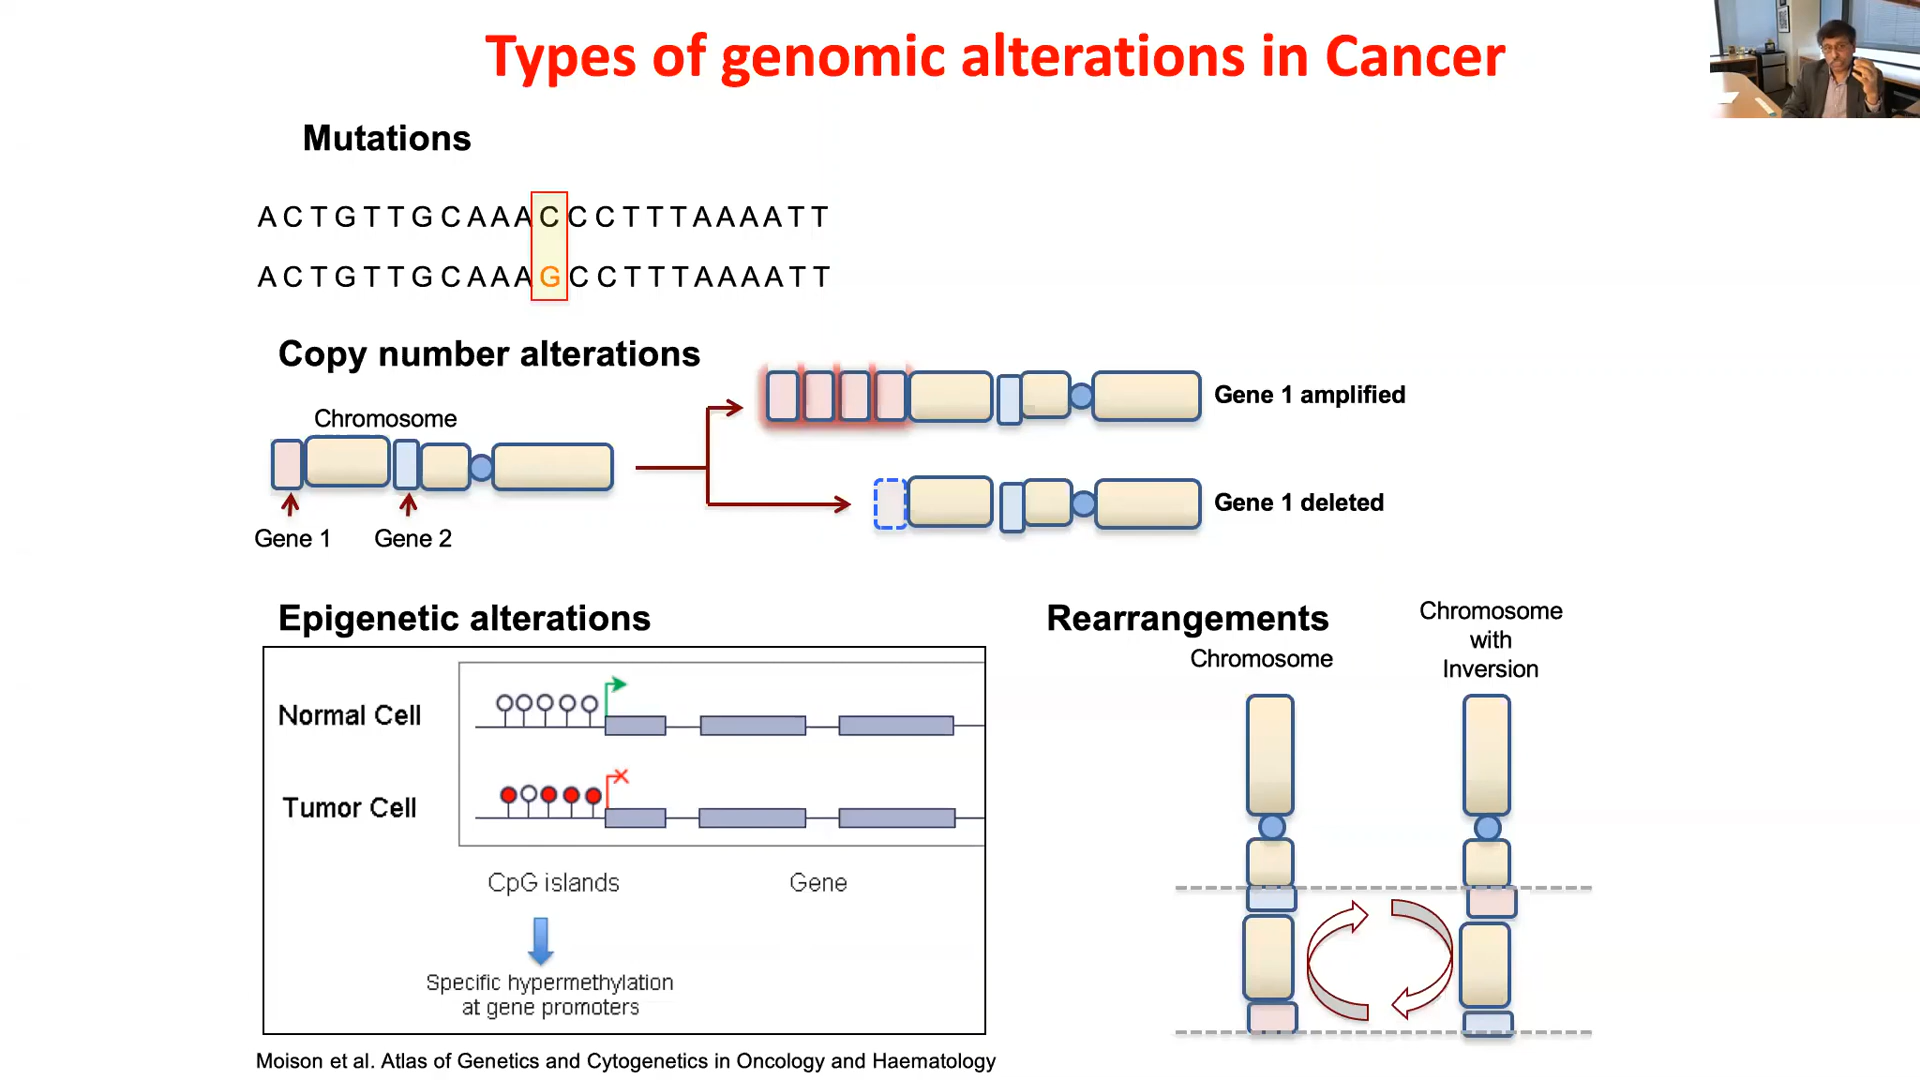 Types of genomic alterations in Cancer
Mutations
ACTGTTGCAAACCCTTTAAAATT
ACTGTTGCAAAGCCTTTAAAATT
Copy number alterations
Chromosome
Gene 1
Gene 2
Gene 1 amplified
Gene 1 deleted
Epigenetic alterations
Normal Cell
Tumor Cell
CpG islands
Gene
Specific hypermethylation
at gene promoters
Moison et al. Atlas of Genetics and Cytogenetics in Oncology and Haematology
Rearrangements
Chromosome
Chromosome
with
Inversion